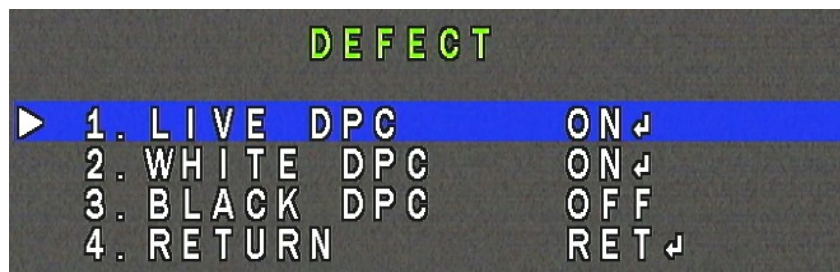 DEFECT
1. LIVE DPC ON↲
2. WHITE DPC ON↲
3. BLACK DPC OFF
4. RETURN RET↲